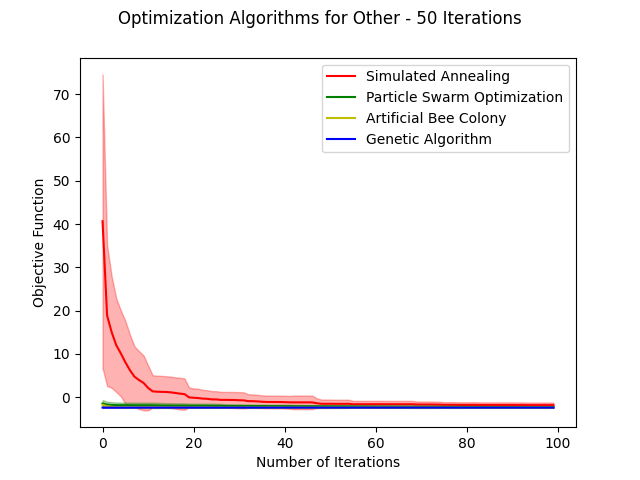 Optimization Algorithms for Other - 50 Iterations
Simulated Annealing
Particle Swarm Optimization
Artificial Bee Colony
Genetic Algorithm
Objective Function
70
60
50
40
30
20
10
0
0 20 40 60 80 100
Number of Iterations